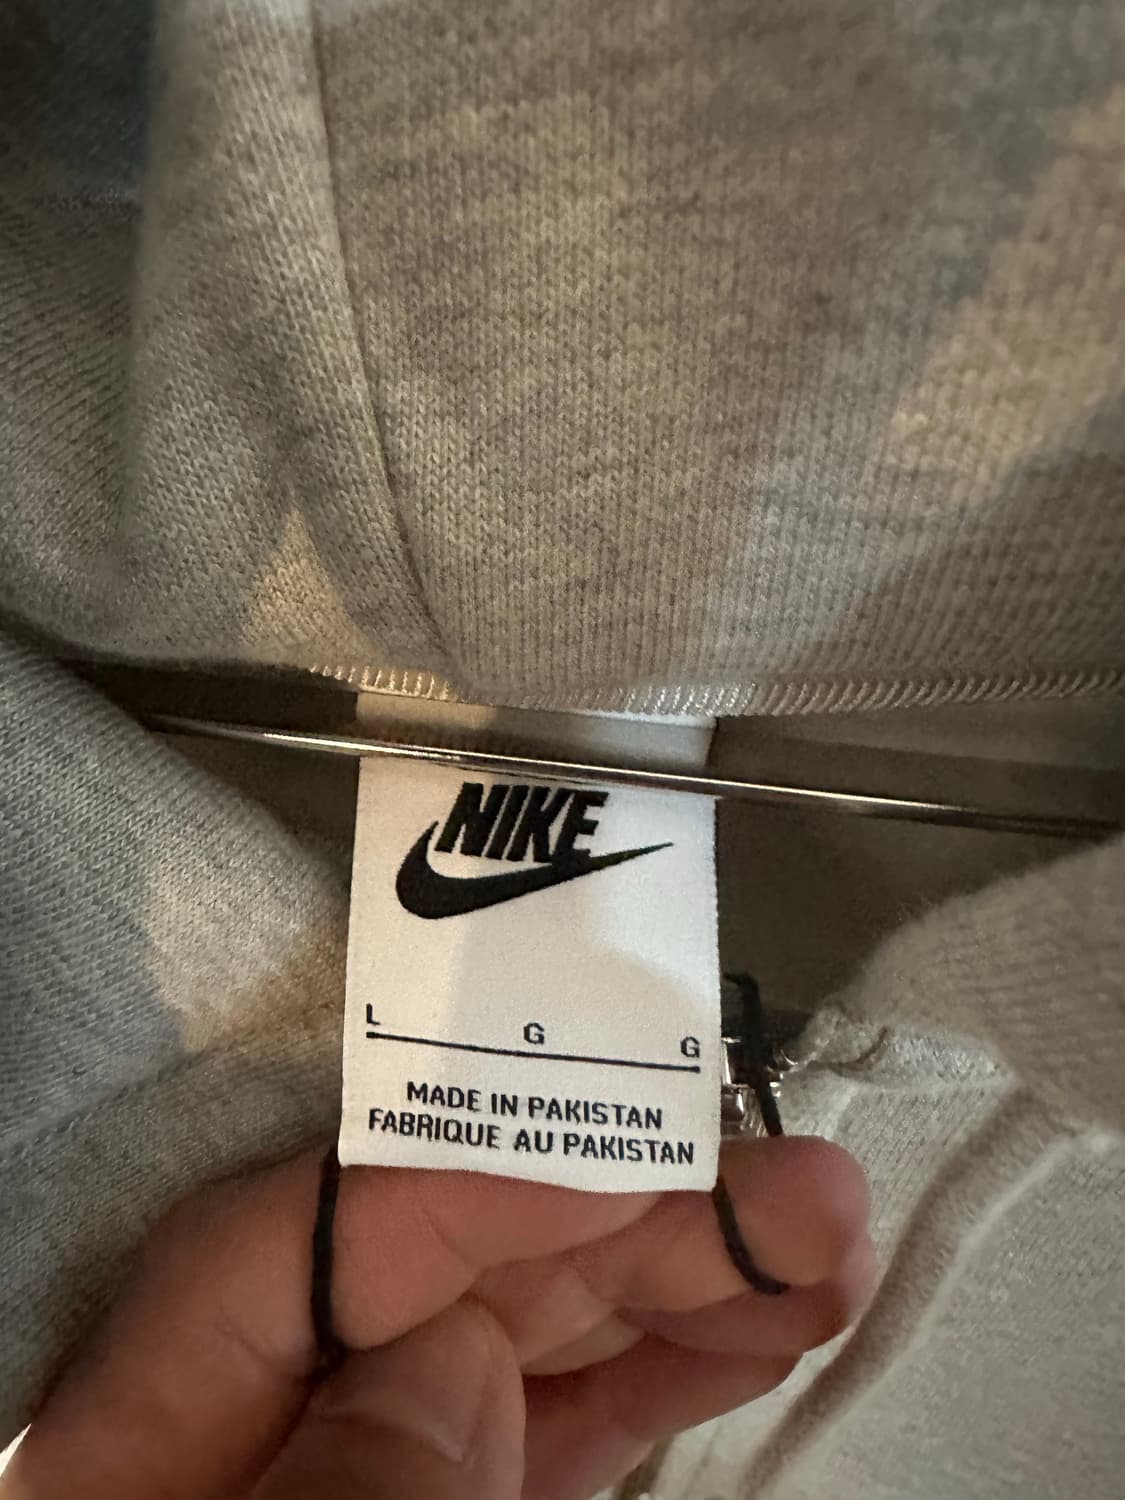 NIKE
L G G
MADE IN PAKISTAN
FABRIQUE AU PAKISTAN